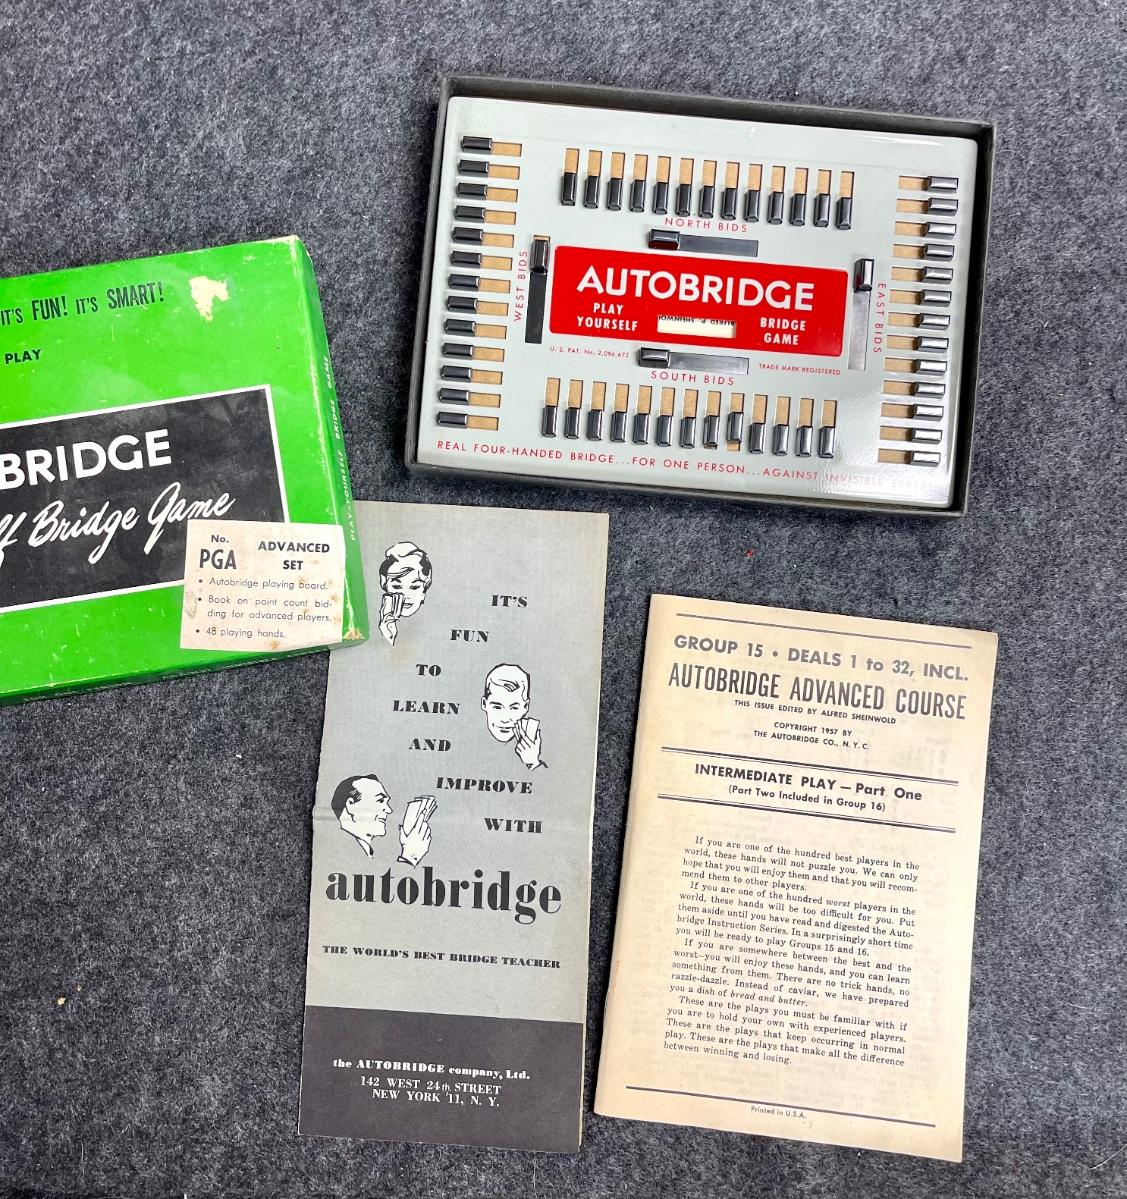 IT'S FUN! IT'S SMART!
PLAY
BRIDGE
Bridge Game
PLAY-YOURSELF BRIDGE GAME
No.
PGA
ADVANCED
SET
• Autobridge playing board.
• Book on point count bid-
ding for advanced players.
• 48 playing hands.
NORTH BIDS
WEST BIDS
EAST BIDS
AUTOBRIDGE
PLAY
YOURSELF
ALFRED P. SHEINWOL
BRIDGE
GAME
U. S. PAT. No. 2,096,672
TRADE MARK REGISTERED
SOUTH BIDS
REAL FOUR-HANDED BRIDGE...FOR ONE PERSON...AGAINST INVISIBLE EXPERTS
IT'S
FUN
TO
LEARN
AND
IMPROVE
WITH
autobridge
THE WORLD'S BEST BRIDGE TEACHER
the AUTOBRIDGE company, Ltd.
142 WEST 24th STREET
NEW YORK 11, N. Y.
GROUP 15 • DEALS 1 to 32, INCL.
AUTOBRIDGE ADVANCED COURSE
THIS ISSUE EDITED BY ALFRED SHEINWOLD
COPYRIGHT 1957 BY
THE AUTOBRIDGE CO., N. Y. C.
INTERMEDIATE PLAY — Part One
(Part Two Included in Group 16)
If you are one of the hundred best players in the
world, these hands will not puzzle you. We can only
hope that you will enjoy them and that you will recom-
mend them to other players.
If you are one of the hundred worst players in the
world, these hands will be too difficult for you. Put
them aside until you have read and digested the Auto-
bridge Instruction Series. In a surprisingly short time
you will be ready to play Groups 15 and 16.
If you are somewhere between the best and the
worst—you will enjoy these hands, and you can learn
something from them. There are no trick hands, no
razzle-dazzle. Instead of caviar, we have prepared
you a dish of bread and butter.
These are the plays you must be familiar with if
you are to hold your own with experienced players.
These are the plays that keep occurring in normal
play. These are the plays that make all the difference
between winning and losing.
Printed in U.S.A.